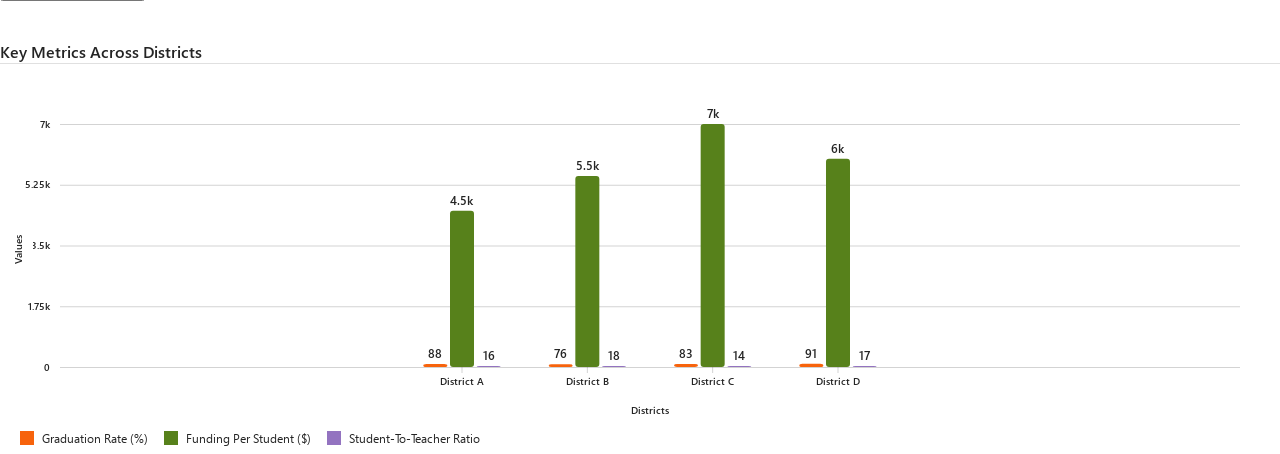 Key Metrics Across Districts
7k
7k
6k
5.5k
5.25k
4.5k
3.5k
Values
1.75k
88 16 76 18 83 14 91 17
0
District A District B District C District D
Districts
Graduation Rate (%) Funding Per Student ($) Student-To-Teacher Ratio